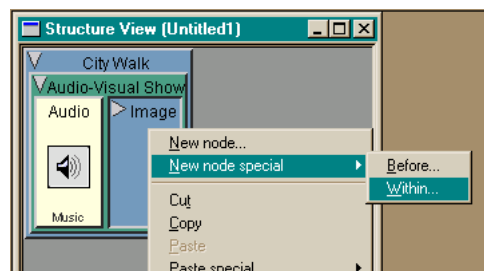 Structure View (Untitled1)
City Walk
Audio-Visual Show
Audio
Image
Music
New node...
New node special
Before...
Within...
Cut
Copy
Paste
Paste special